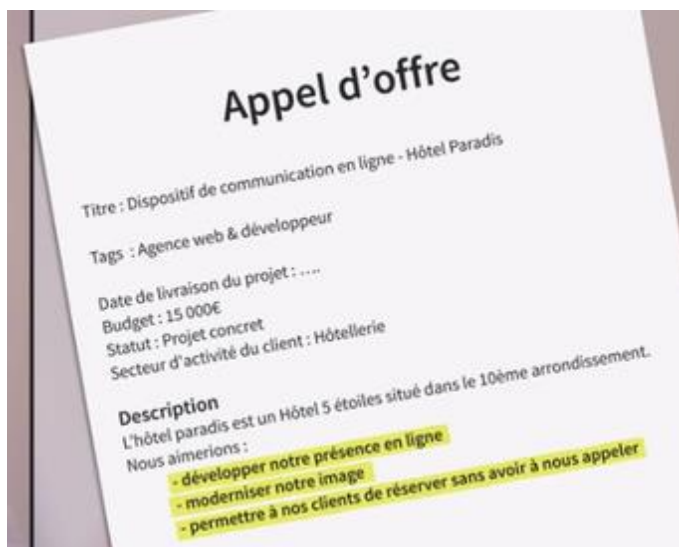 Appel d'offre
Titre : Dispositif de communication en ligne - Hôtel Paradis
Tags : Agence web & développeur
Date de livraison du projet : ....
Budget : 15 000€
Statut : Projet concret
Secteur d'activité du client : Hôtellerie
Description
L'hôtel paradis est un Hôtel 5 étoiles situé dans le 10ème arrondissement.
Nous aimerions :
- développer notre présence en ligne
- moderniser notre image
- permettre à nos clients de réserver sans avoir à nous appeler